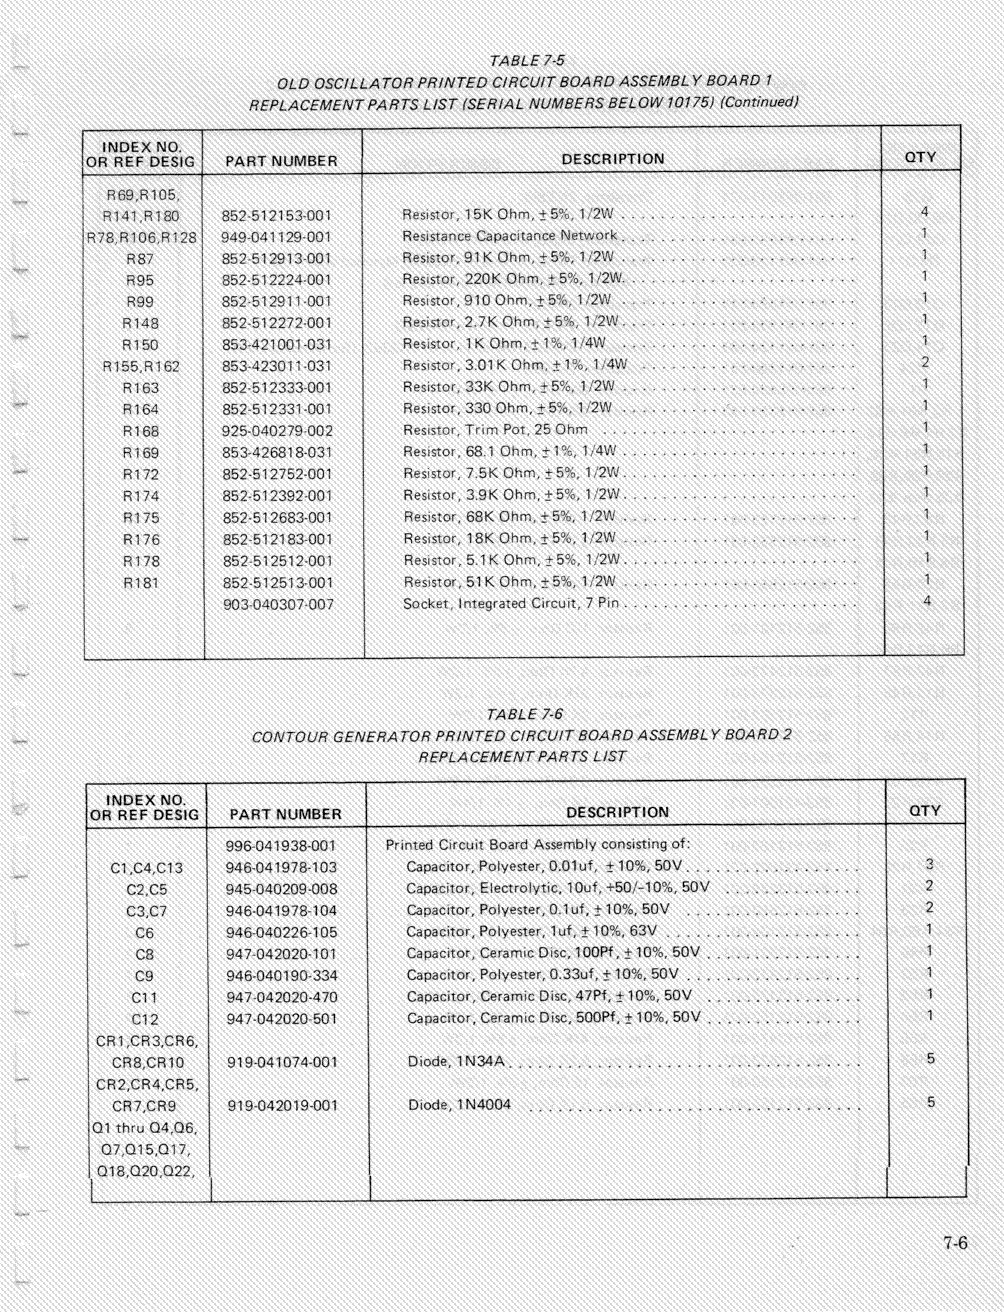 TABLE 7-5
OLD OSCILLATOR PRINTED CIRCUIT BOARD ASSEMBLY BOARD 1
REPLACEMENT PARTS LIST (SERIAL NUMBERS BELOW 10175) (Continued)
INDEX NO.
OR REF DESIG PART NUMBER DESCRIPTION QTY
R69,R105,
R141,R180 852-512153-001 Resistor, 15K Ohm, ±5%, 1/2W . . . . . . . . . . . . . . . . . . . . . . . . 4
R78,R106,R128 949-041129-001 Resistance Capacitance Network . . . . . . . . . . . . . . . . . . . . . . . . 1
R87 852-512913-001 Resistor, 91K Ohm, ±5%, 1/2W . . . . . . . . . . . . . . . . . . . . . . . . 1
R95 852-512224-001 Resistor, 220K Ohm, ±5%, 1/2W. . . . . . . . . . . . . . . . . . . . . . . . 1
R99 852-512911-001 Resistor, 910 Ohm, ±5%, 1/2W . . . . . . . . . . . . . . . . . . . . . . . . 1
R148 852-512272-001 Resistor, 2.7K Ohm, ±5%, 1/2W . . . . . . . . . . . . . . . . . . . . . . . . 1
R150 853-421001-031 Resistor, 1K Ohm, ±1%, 1/4W . . . . . . . . . . . . . . . . . . . . . . . . 1
R155,R162 853-423011-031 Resistor, 3.01K Ohm, ±1%, 1/4W . . . . . . . . . . . . . . . . . . . . . . 2
R163 852-512333-001 Resistor, 33K Ohm, ±5%, 1/2W . . . . . . . . . . . . . . . . . . . . . . . . 1
R164 852-512331-001 Resistor, 330 Ohm, ±5%, 1/2W . . . . . . . . . . . . . . . . . . . . . . . . 1
R168 925-040279-002 Resistor, Trim Pot, 25 Ohm . . . . . . . . . . . . . . . . . . . . . . . . . . 1
R169 853-426818-031 Resistor, 68.1 Ohm, ±1%, 1/4W . . . . . . . . . . . . . . . . . . . . . . . . 1
R172 852-512752-001 Resistor, 7.5K Ohm, ±5%, 1/2W . . . . . . . . . . . . . . . . . . . . . . . . 1
R174 852-512392-001 Resistor, 3.9K Ohm, ±5%, 1/2W . . . . . . . . . . . . . . . . . . . . . . . . 1
R175 852-512683-001 Resistor, 68K Ohm, ±5%, 1/2W . . . . . . . . . . . . . . . . . . . . . . . . 1
R176 852-512183-001 Resistor, 18K Ohm, ±5%, 1/2W . . . . . . . . . . . . . . . . . . . . . . . . 1
R178 852-512512-001 Resistor, 5.1K Ohm, ±5%, 1/2W . . . . . . . . . . . . . . . . . . . . . . . . 1
R181 852-512513-001 Resistor, 51K Ohm, ±5%, 1/2W . . . . . . . . . . . . . . . . . . . . . . . . 1
903-040307-007 Socket, Integrated Circuit, 7 Pin . . . . . . . . . . . . . . . . . . . . . . . . 4
TABLE 7-6
CONTOUR GENERATOR PRINTED CIRCUIT BOARD ASSEMBLY BOARD 2
REPLACEMENT PARTS LIST
INDEX NO.
OR REF DESIG PART NUMBER DESCRIPTION QTY
996-041938-001 Printed Circuit Board Assembly consisting of:
C1,C4,C13 946-041978-103 Capacitor, Polyester, 0.01uf, ±10%, 50V . . . . . . . . . . . . . . . . . . 3
C2,C5 945-040209-008 Capacitor, Electrolytic, 10uf, +50/-10%, 50V . . . . . . . . . . . . . . 2
C3,C7 946-041978-104 Capacitor, Polyester, 0.1uf, ±10%, 50V . . . . . . . . . . . . . . . . . . 2
C6 946-040226-105 Capacitor, Polyester, 1uf, ±10%, 63V . . . . . . . . . . . . . . . . . . . . 1
C8 947-042020-101 Capacitor, Ceramic Disc, 100Pf, ±10%, 50V . . . . . . . . . . . . . . . . 1
C9 946-040190-334 Capacitor, Polyester, 0.33uf, ±10%, 50V . . . . . . . . . . . . . . . . . . 1
C11 947-042020-470 Capacitor, Ceramic Disc, 47Pf, ±10%, 50V . . . . . . . . . . . . . . . . 1
C12 947-042020-501 Capacitor, Ceramic Disc, 500Pf, ±10%, 50V . . . . . . . . . . . . . . . . 1
CR1,CR3,CR6,
CR8,CR10 919-041074-001 Diode, 1N34A . . . . . . . . . . . . . . . . . . . . . . . . . . . . . . . . . . 5
CR2,CR4,CR5,
CR7,CR9 919-042019-001 Diode, 1N4004 . . . . . . . . . . . . . . . . . . . . . . . . . . . . . . . . . . 5
Q1 thru Q4,Q6,
Q7,Q15,Q17,
Q18,Q20,Q22,
7-6